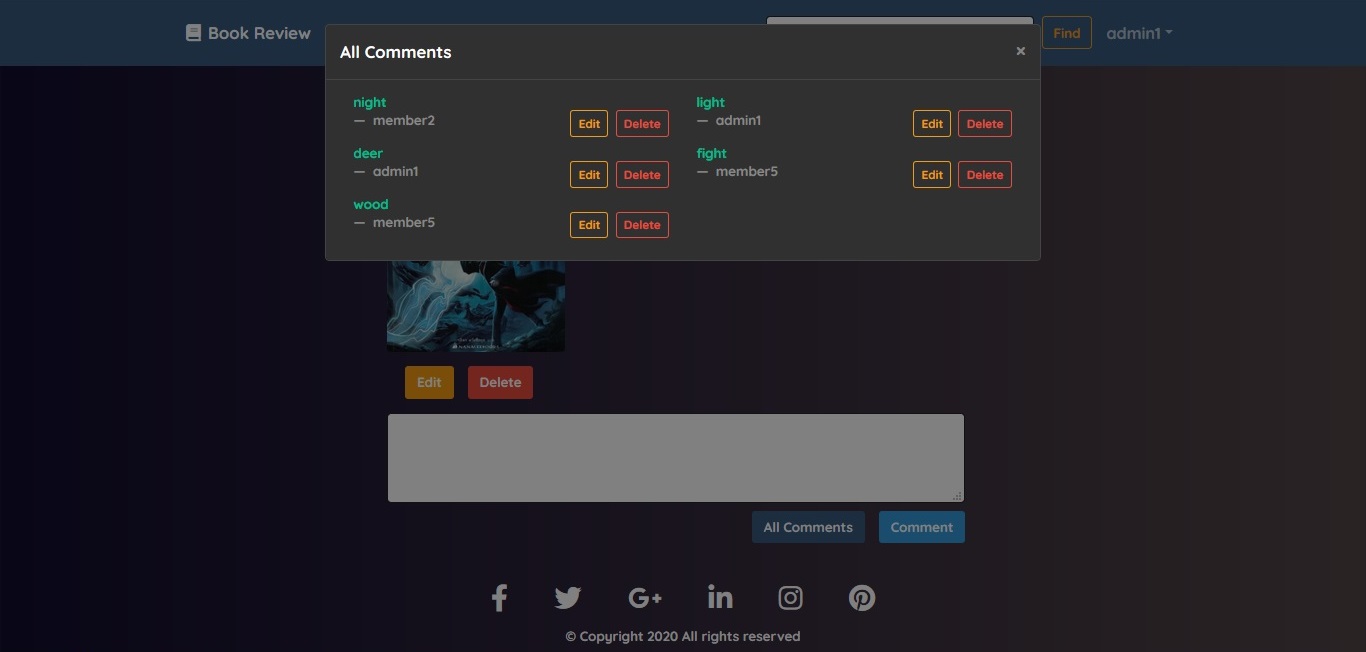 Book Review
Find
admin1
All Comments
×
night
— member2
Edit Delete
light
— admin1
Edit Delete
deer
— admin1
Edit Delete
fight
— member5
Edit Delete
wood
— member5
Edit Delete
Edit Delete
All Comments Comment
© Copyright 2020 All rights reserved